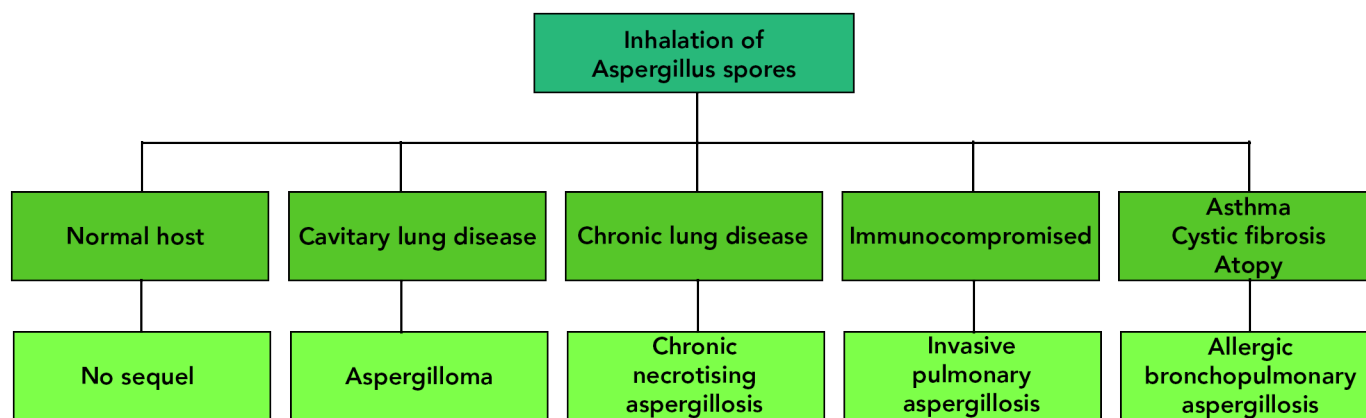 Inhalation of
Aspergillus spores
Normal host
Cavitary lung disease
Chronic lung disease
Immunocompromised
Asthma
Cystic fibrosis
Atopy
No sequel
Aspergilloma
Chronic
necrotising
aspergillosis
Invasive
pulmonary
aspergillosis
Allergic
bronchopulmonary
aspergillosis